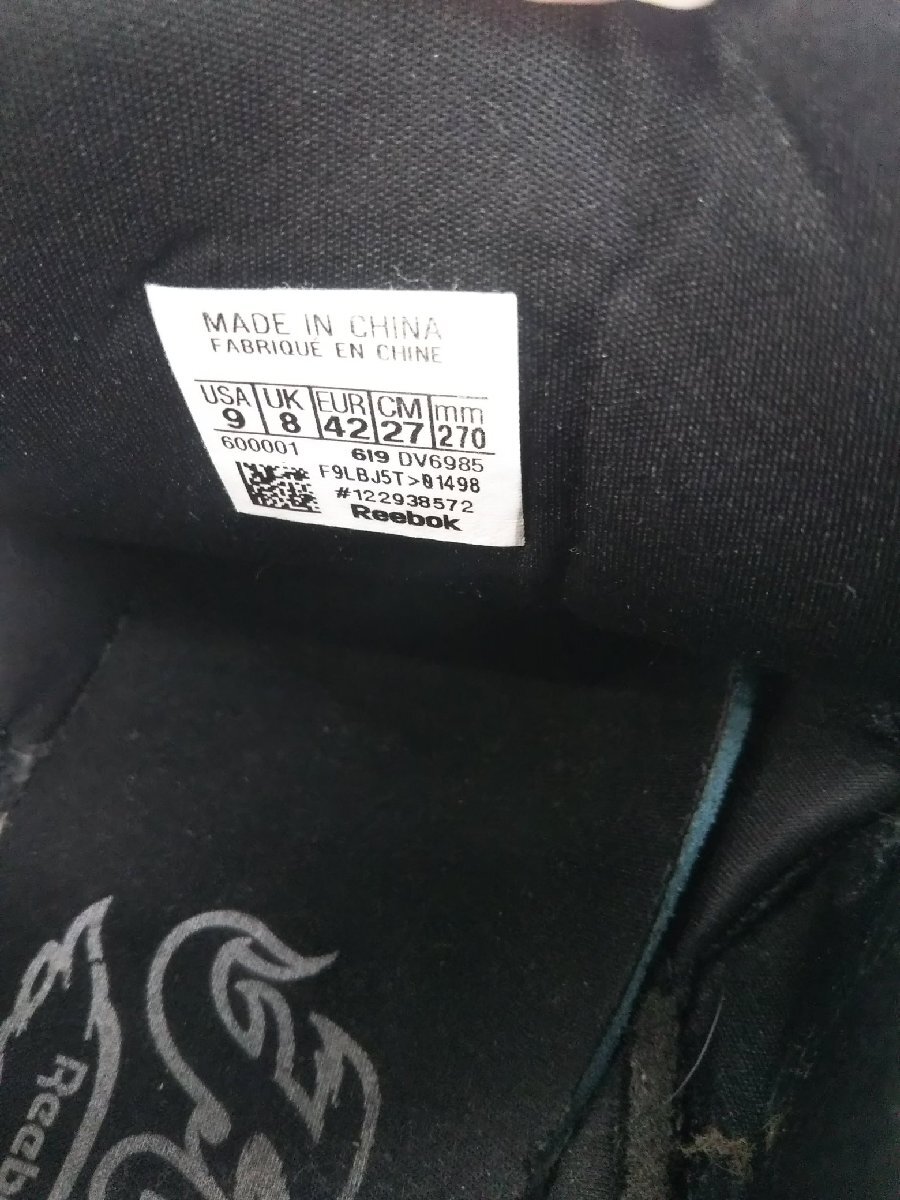 MADE IN CHINA
FABRIQUE EN CHINE
USA UK EUR CM mm
9 8 42 27 270
600001 619 DV6985
F9LBJ5T>01498
#122938572
Reebok
Reeb